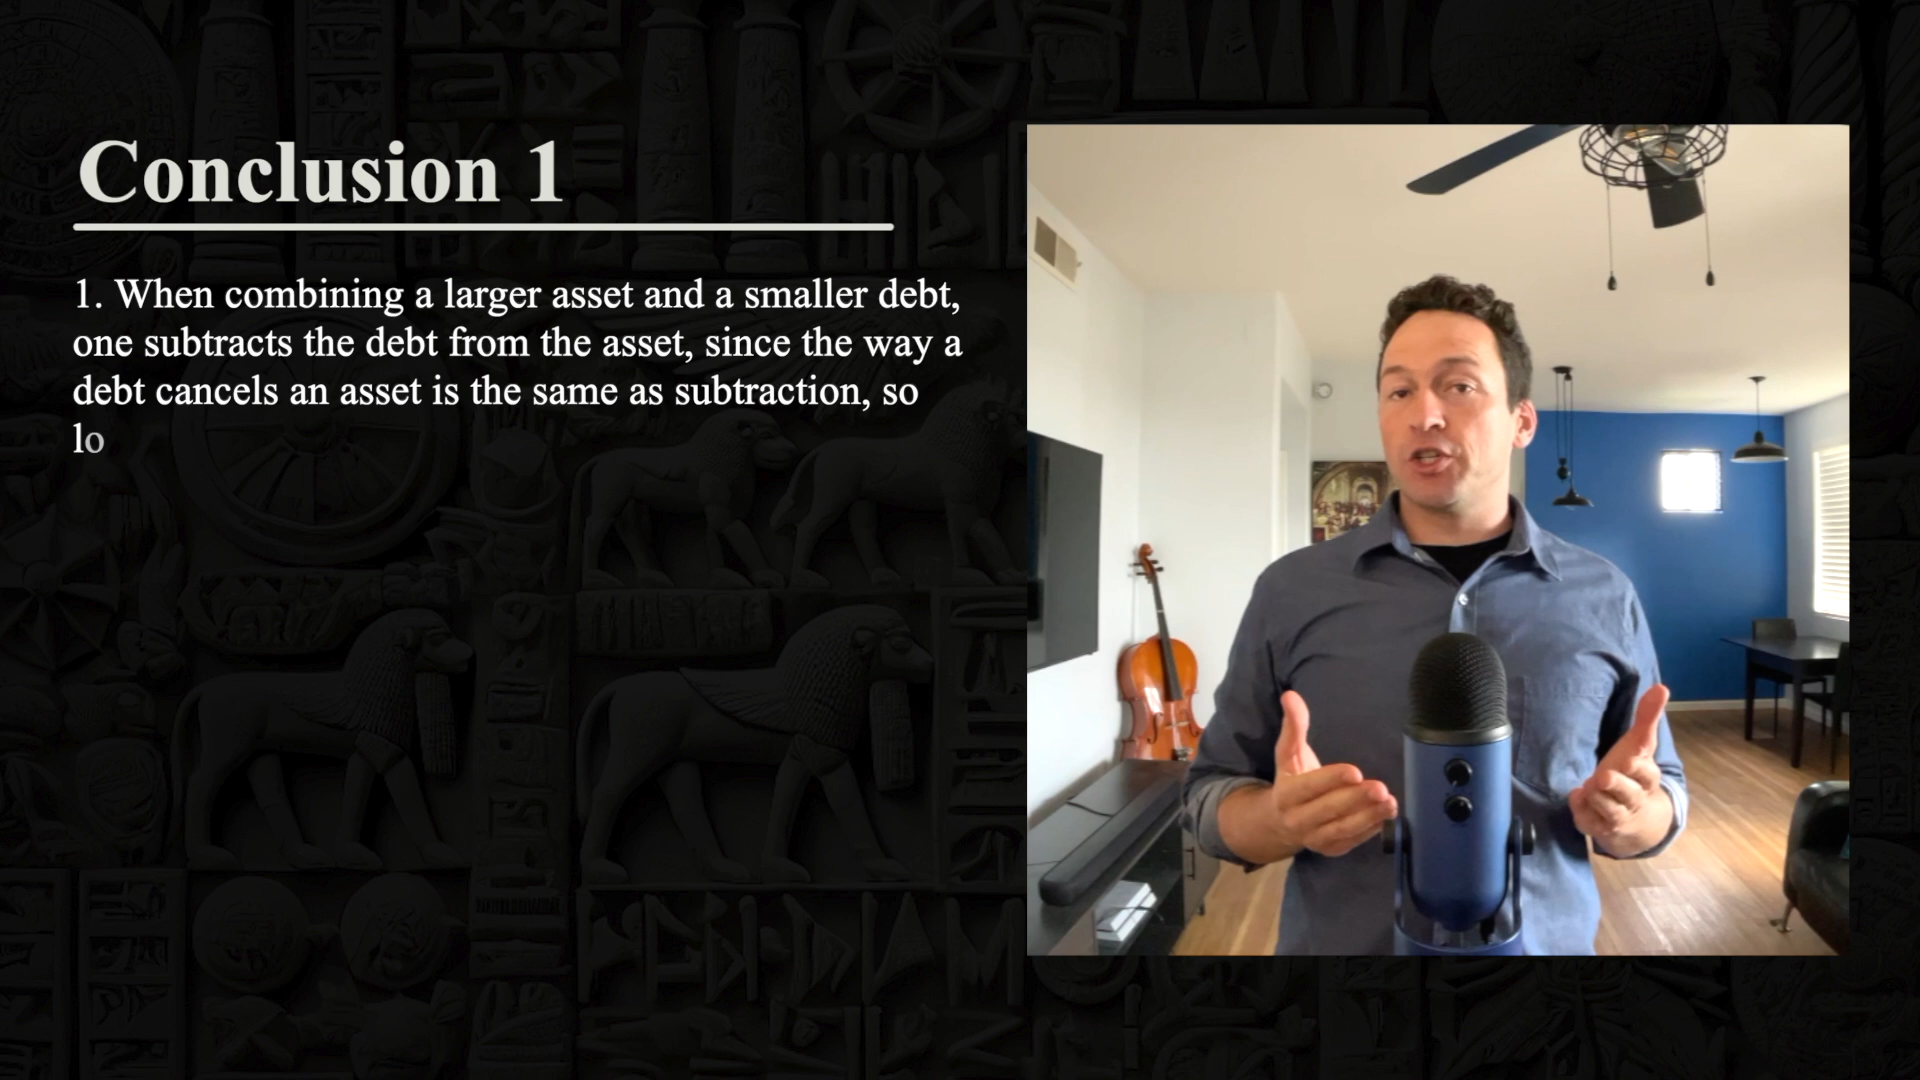 Conclusion 1
1. When combining a larger asset and a smaller debt,
one subtracts the debt from the asset, since the way a
debt cancels an asset is the same as subtraction, so
lo